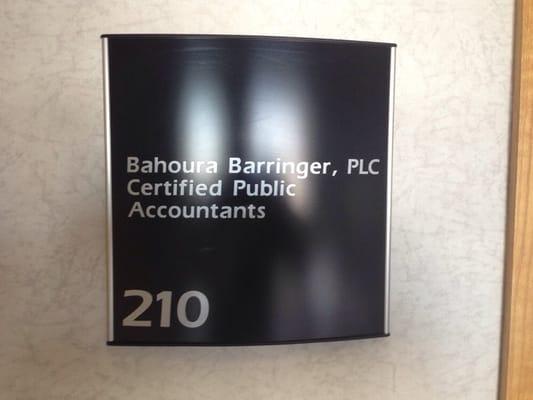 Bahoura Barringer, PLC
Certified Public
Accountants
210